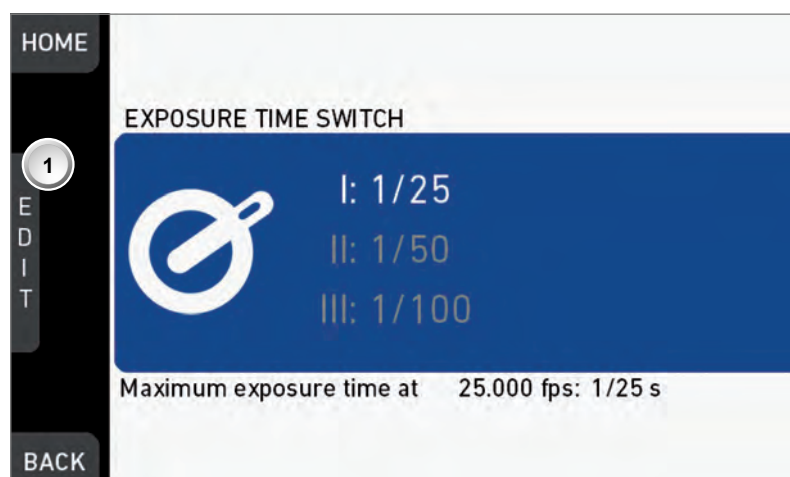 HOME
EXPOSURE TIME SWITCH
1
EDIT
I: 1/25
II: 1/50
III: 1/100
Maximum exposure time at 25.000 fps: 1/25 s
BACK